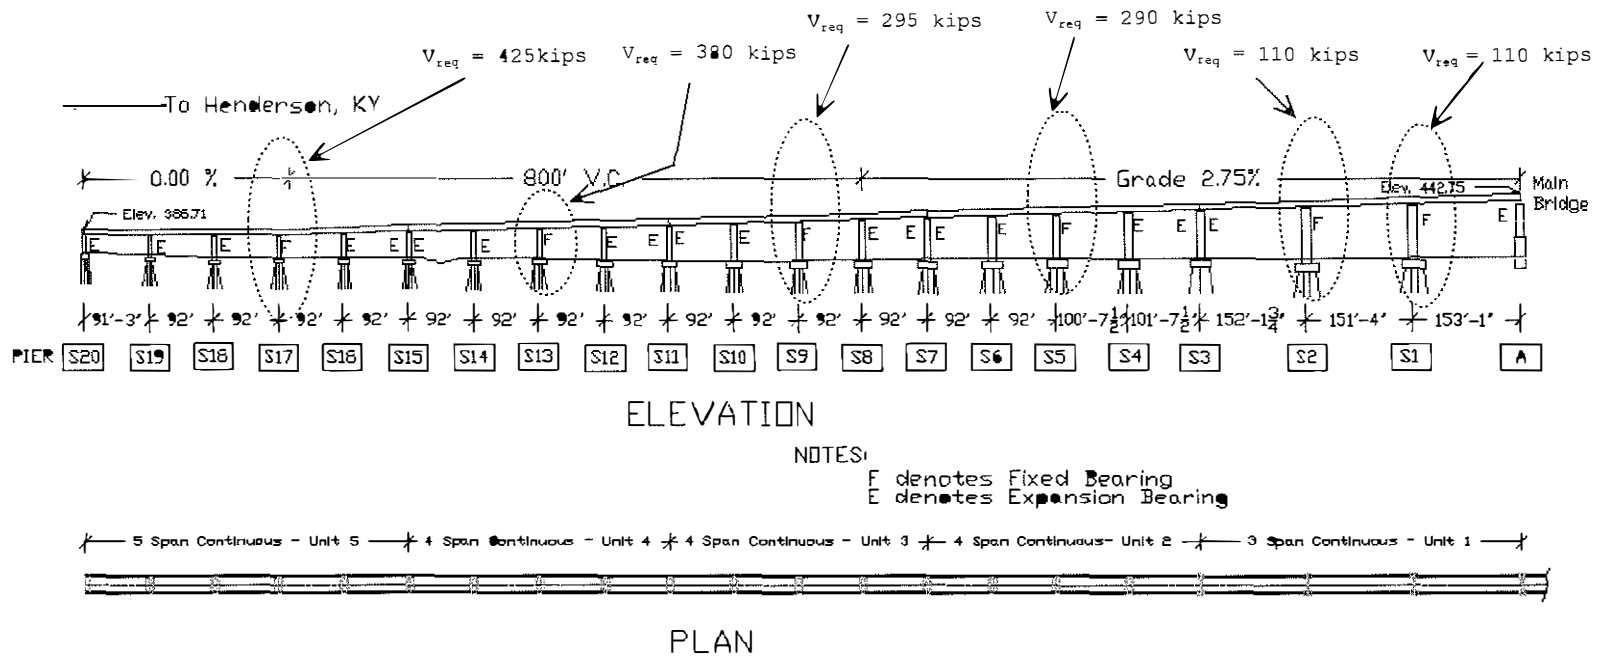 V_req = 295 kips
V_req = 290 kips
V_req = 425kips
V_req = 380 kips
V_req = 110 kips
V_req = 110 kips
To Henderson, KY
0.00 %
800' V.C
Grade 2.75%
Elev. 442.75
Main
Bridge
Elev. 386.71
E E E F E E E F E E E E F E E E E F E E E F F E
91'-3" 92' 92' 92' 92' 92' 92' 92' 92' 92' 92' 92' 92' 92' 92' 100'-7 1/2" 101'-7 1/2" 152'-1 3/4" 151'-4" 153'-1"
PIER S20 S19 S18 S17 S16 S15 S14 S13 S12 S11 S10 S9 S8 S7 S6 S5 S4 S3 S2 S1 A
ELEVATION
NOTES:
F denotes Fixed Bearing
E denotes Expansion Bearing
5 Span Continuous - Unit 5 4 Span Continuous - Unit 4 4 Span Continuous - Unit 3 4 Span Continuous- Unit 2 3 Span Continuous - Unit 1
PLAN